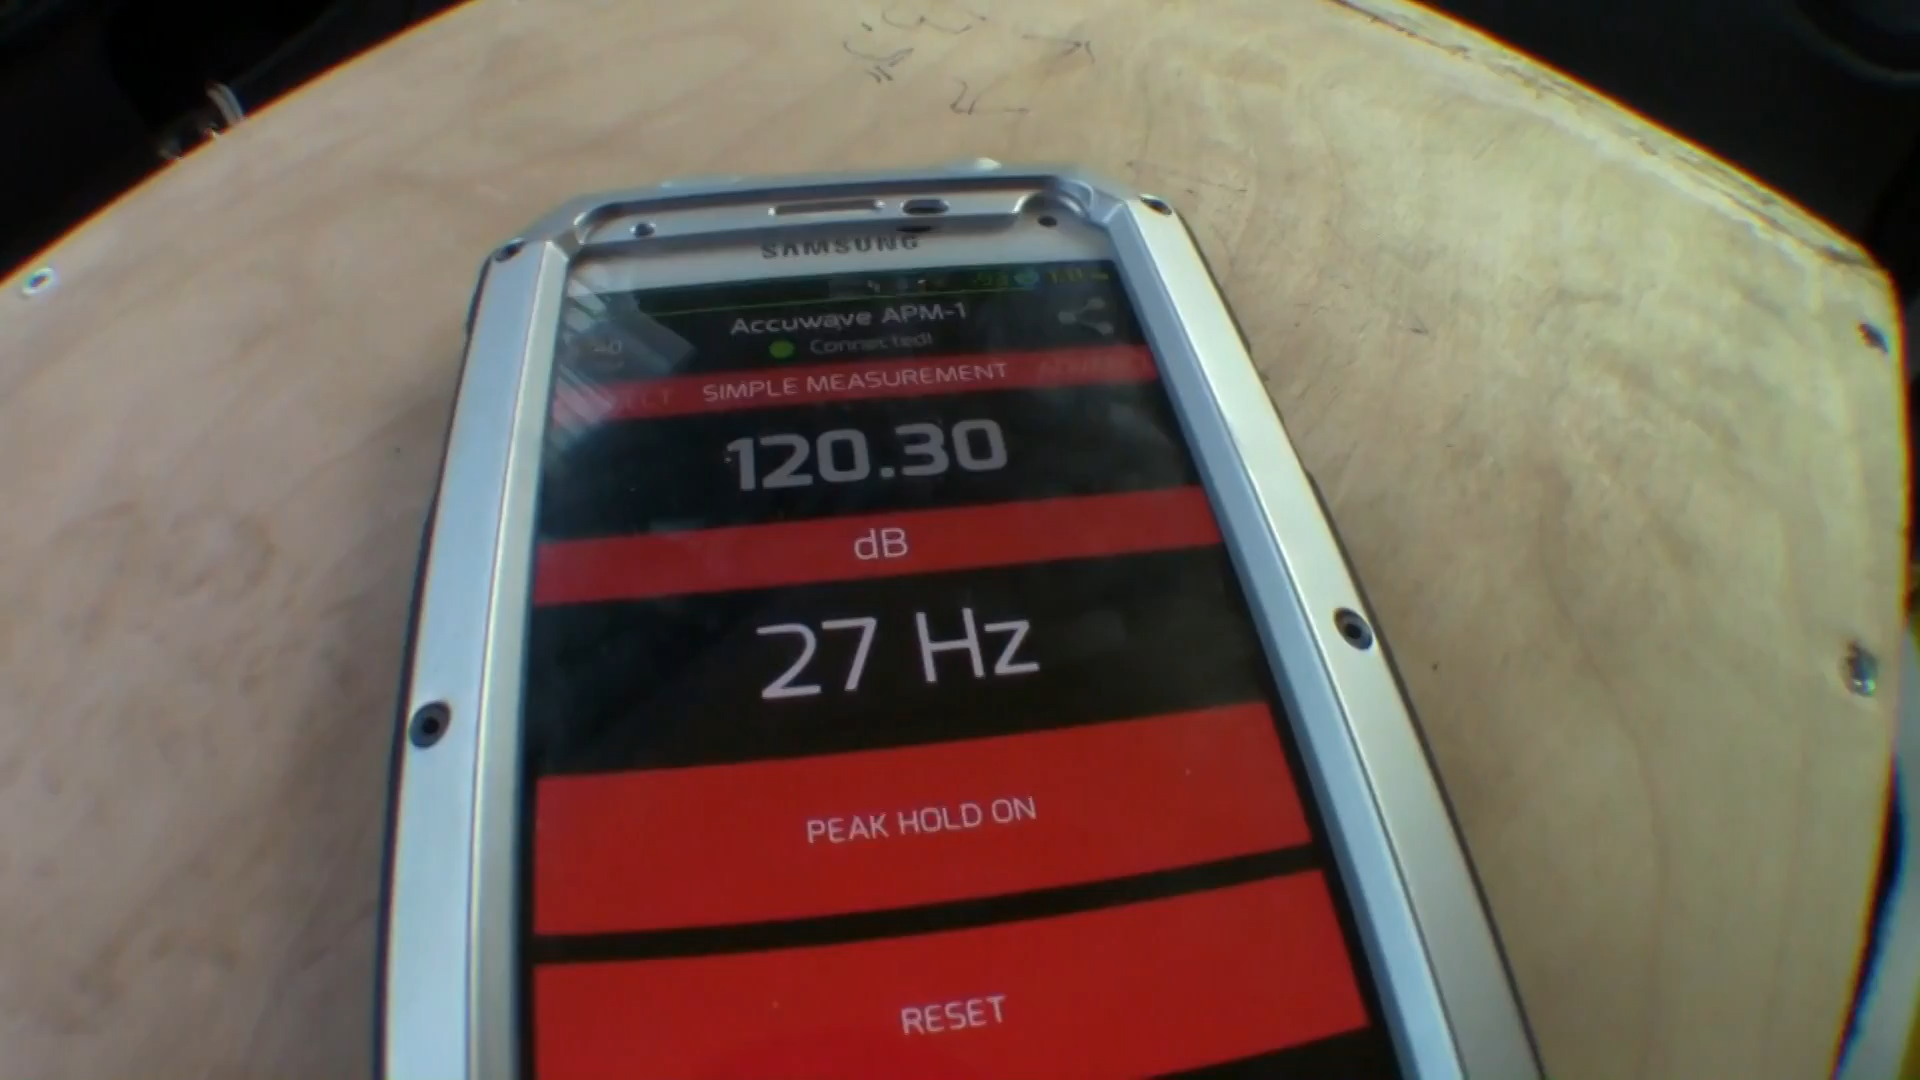 SAMSUNG
Accuwave APM-1
Connected!
SIMPLE MEASUREMENT
120.30
dB
27 Hz
PEAK HOLD ON
RESET